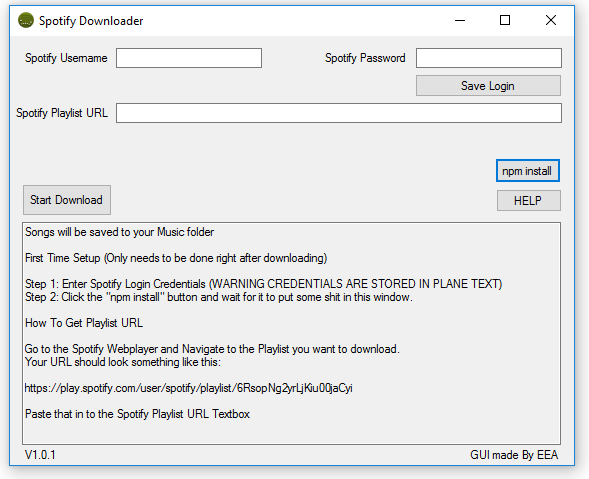 Spotify Downloader
Spotify Username
Spotify Password
Save Login
Spotify Playlist URL
npm install
Start Download
HELP
Songs will be saved to your Music folder
First Time Setup (Only needs to be done right after downloading)
Step 1: Enter Spotify Login Credentials (WARNING CREDENTIALS ARE STORED IN PLANE TEXT)
Step 2: Click the "npm install" button and wait for it to put some shit in this window.
How To Get Playlist URL
Go to the Spotify Webplayer and Navigate to the Playlist you want to download.
Your URL should look something like this:
https://play.spotify.com/user/spotify/playlist/6RsopNg2yrLjKiu00jaCyi
Paste that in to the Spotify Playlist URL Textbox
V1.0.1
GUI made By EEA